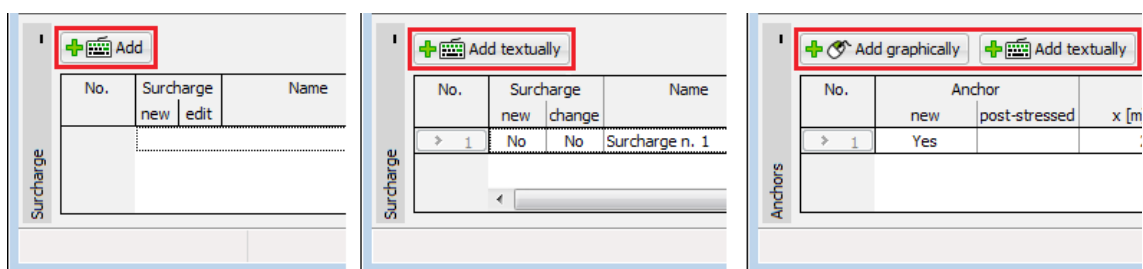 Add
No.
Surcharge
Name
new
edit
Surcharge
Add textually
No.
Surcharge
Name
new
change
1
No
No
Surcharge n. 1
Surcharge
Add graphically
Add textually
No.
Anchor
new
post-stressed
x [m
1
Yes
Anchors